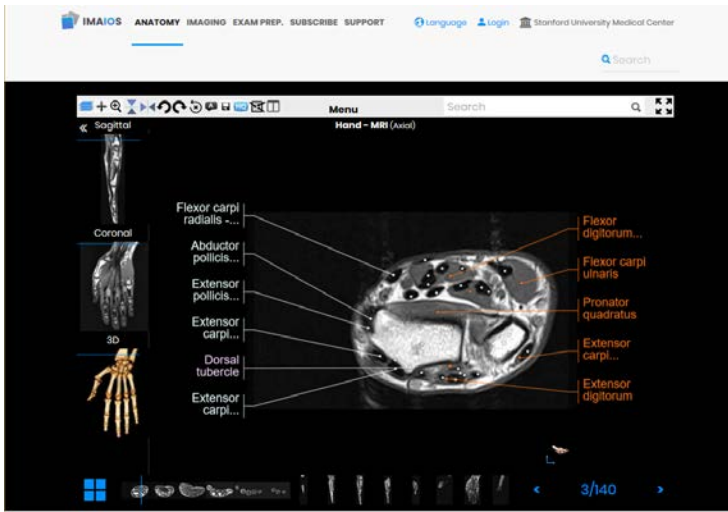 IMAIOS ANATOMY IMAGING EXAM PREP. SUBSCRIBE SUPPORT Language Login Stanford University Medical Center
Search
HD Menu Search
« Sagittal
Hand - MRI (Axial)
Coronal
3D
Flexor carpi
radialis -...
Abductor
pollicis...
Extensor
pollicis...
Extensor
carpi...
Dorsal
tubercle
Extensor
carpi...
Flexor
digitorum...
Flexor carpi
ulnaris
Pronator
quadratus
Extensor
carpi...
Extensor
digitorum
< 3/140 >